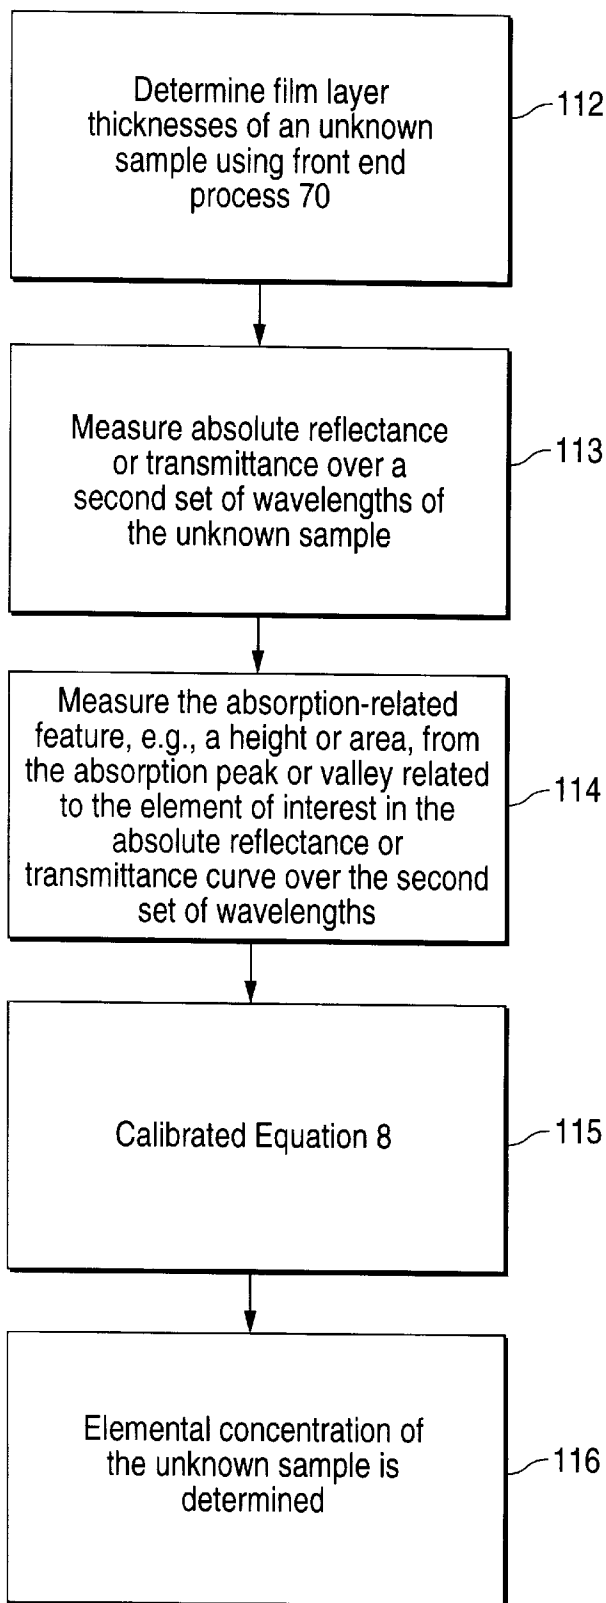 Determine film layer
thicknesses of an unknown
sample using front end
process 70
112
Measure absolute reflectance
or transmittance over a
second set of wavelengths of
the unknown sample
113
Measure the absorption-related
feature, e.g., a height or area, from
the absorption peak or valley related
to the element of interest in the
absolute reflectance or
transmittance curve over the second
set of wavelengths
114
Calibrated Equation 8
115
Elemental concentration of
the unknown sample is
determined
116